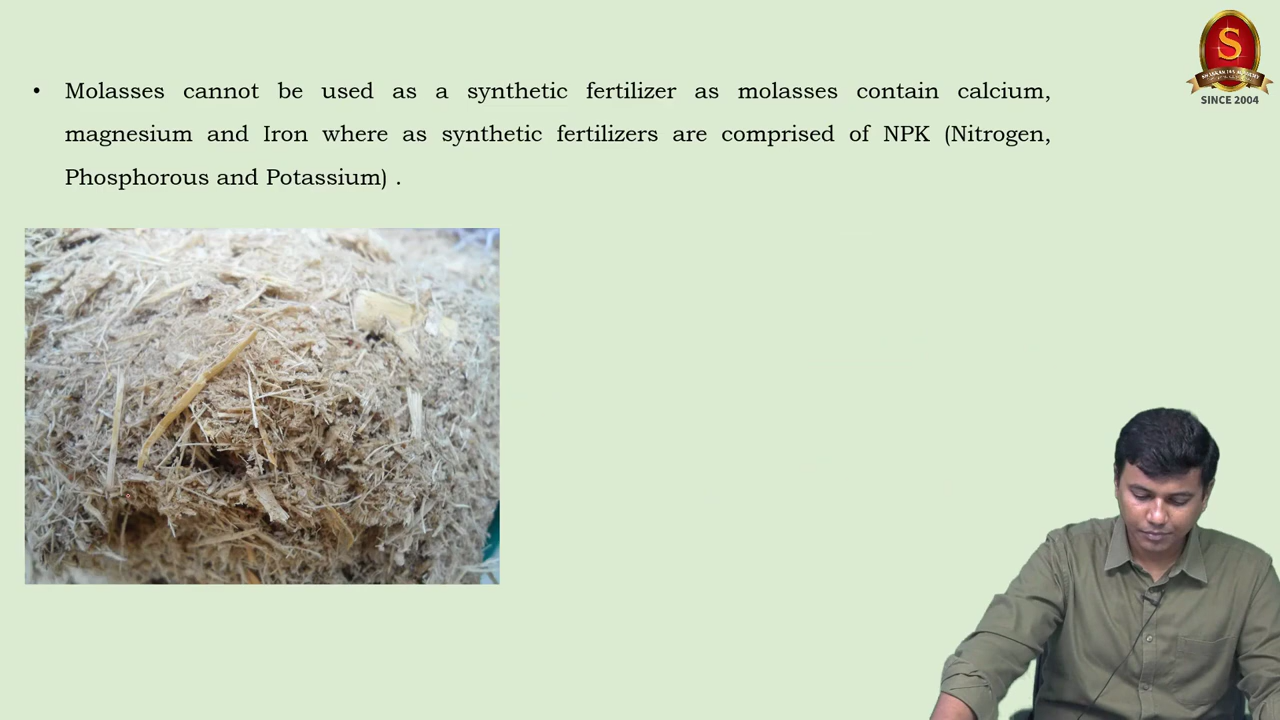 • Molasses cannot be used as a synthetic fertilizer as molasses contain calcium,
magnesium and Iron where as synthetic fertilizers are comprised of NPK (Nitrogen,
Phosphorous and Potassium) .
S
SINCE 2004